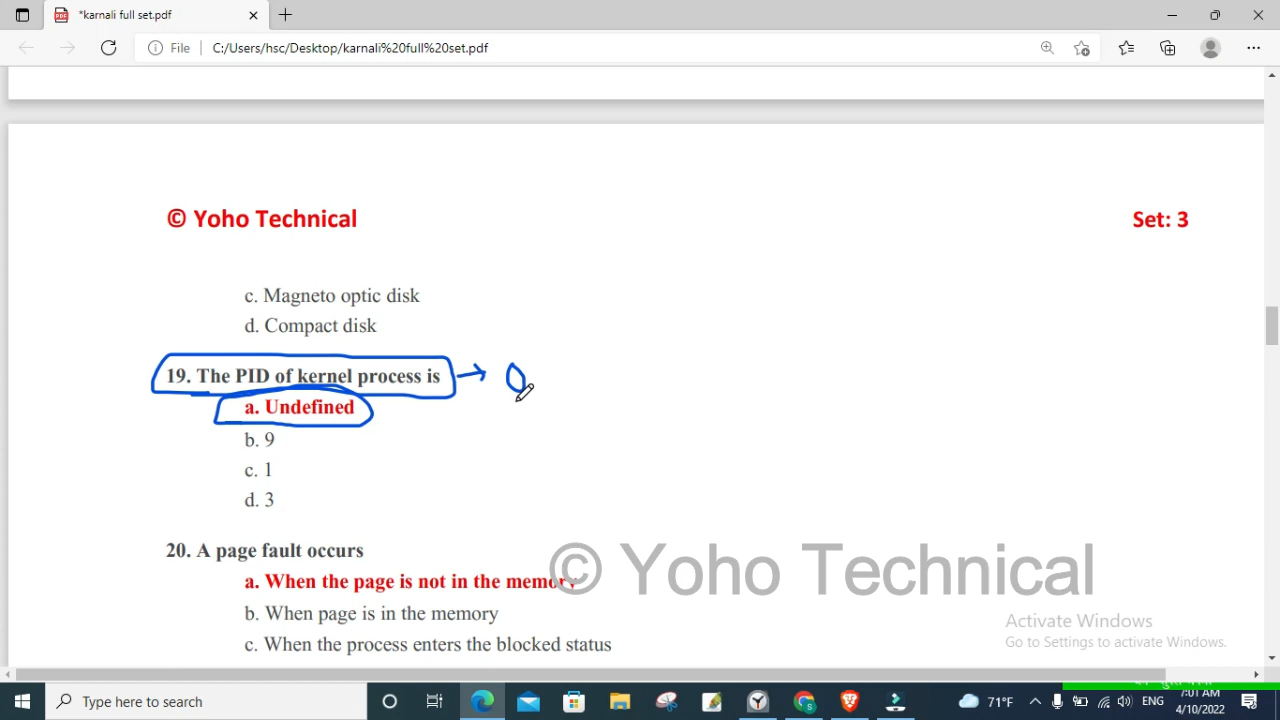 *karnali full set.pdf
File
C:/Users/hsc/Desktop/karnali%20full%20set.pdf
© Yoho Technical
Set: 3
c. Magneto optic disk
d. Compact disk
19. The PID of kernel process is → 0
a. Undefined
b. 9
c. 1
d. 3
20. A page fault occurs
a. When the page is not in the memory
b. When page is in the memory
c. When the process enters the blocked status
© Yoho Technical
Activate Windows
Go to Settings to activate Windows.
Type here to search
71°F
ENG
7:01 AM
4/10/2022